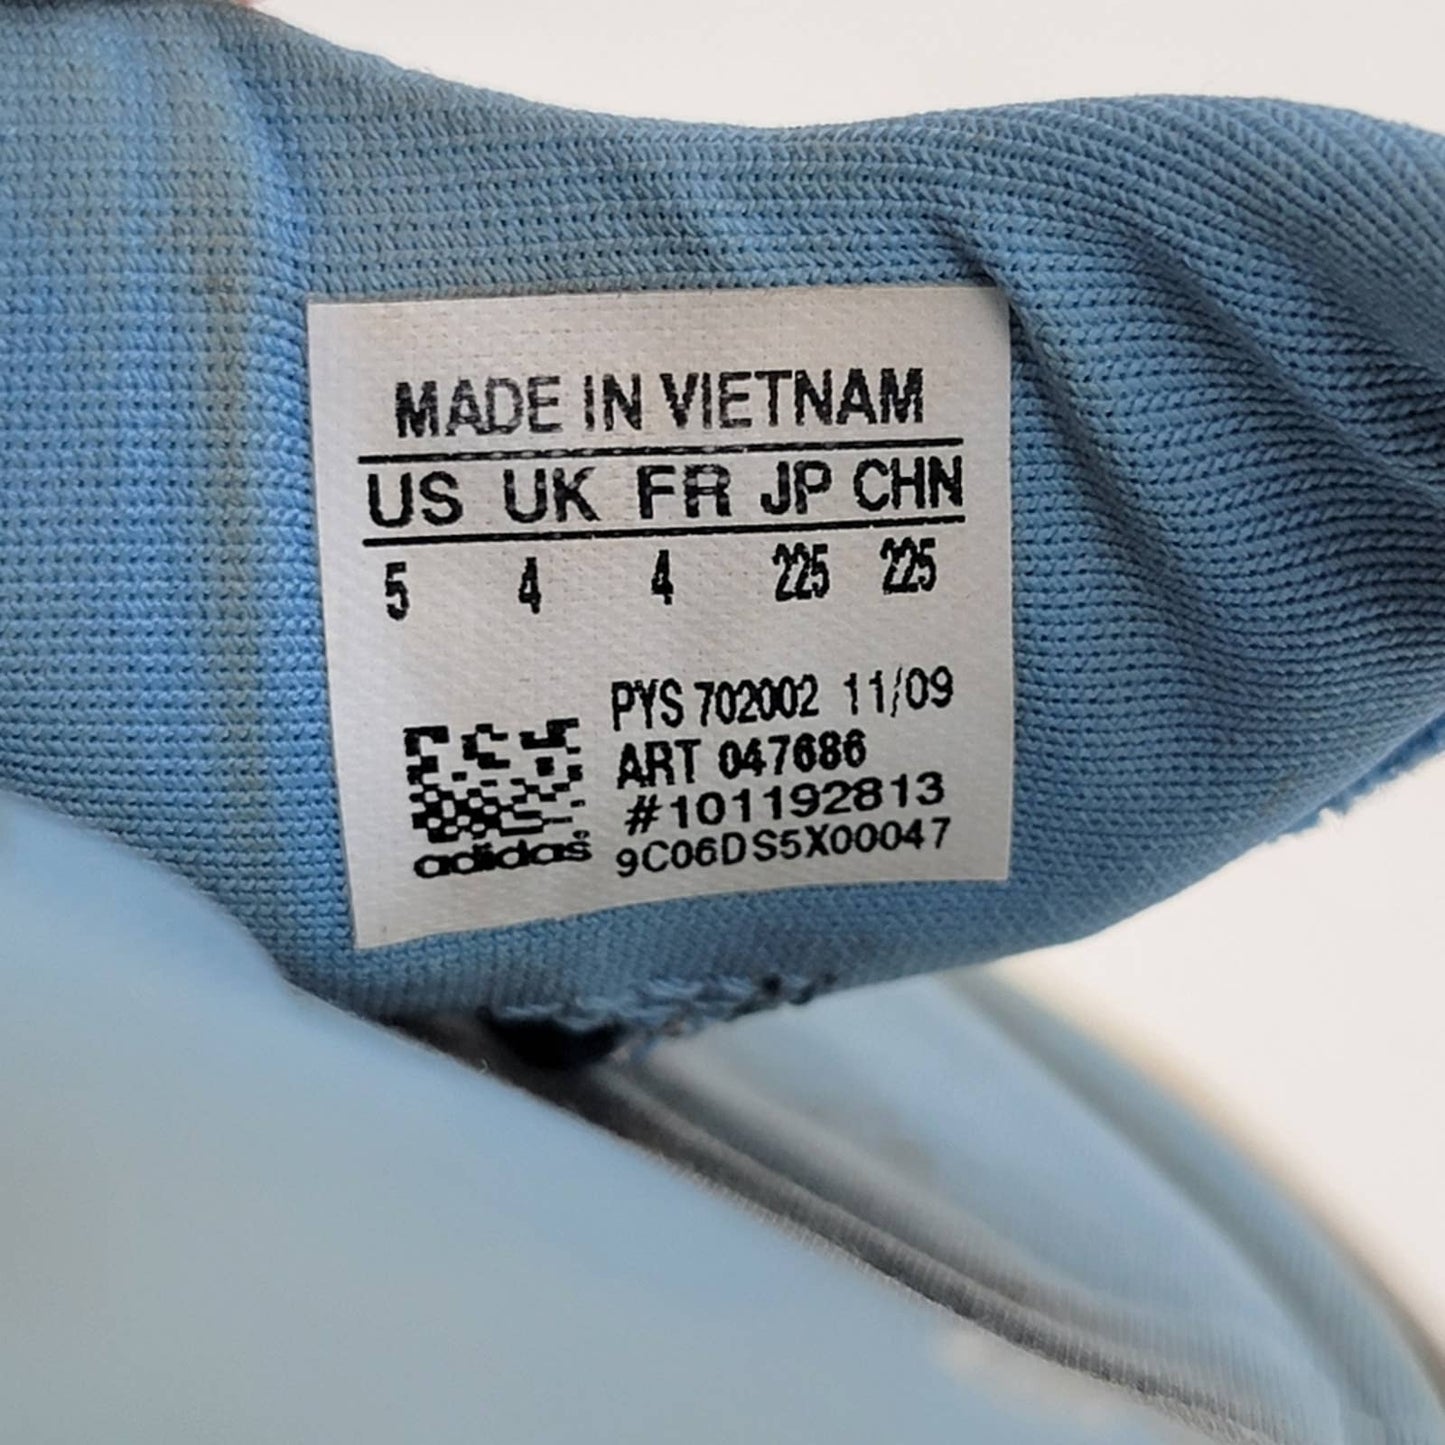 MADE IN VIETNAM
US UK FR JP CHN
5 4 4 225 225
PYS 702002 11/09
ART 047686
#101192813
9C06DS5X00047
adidas®